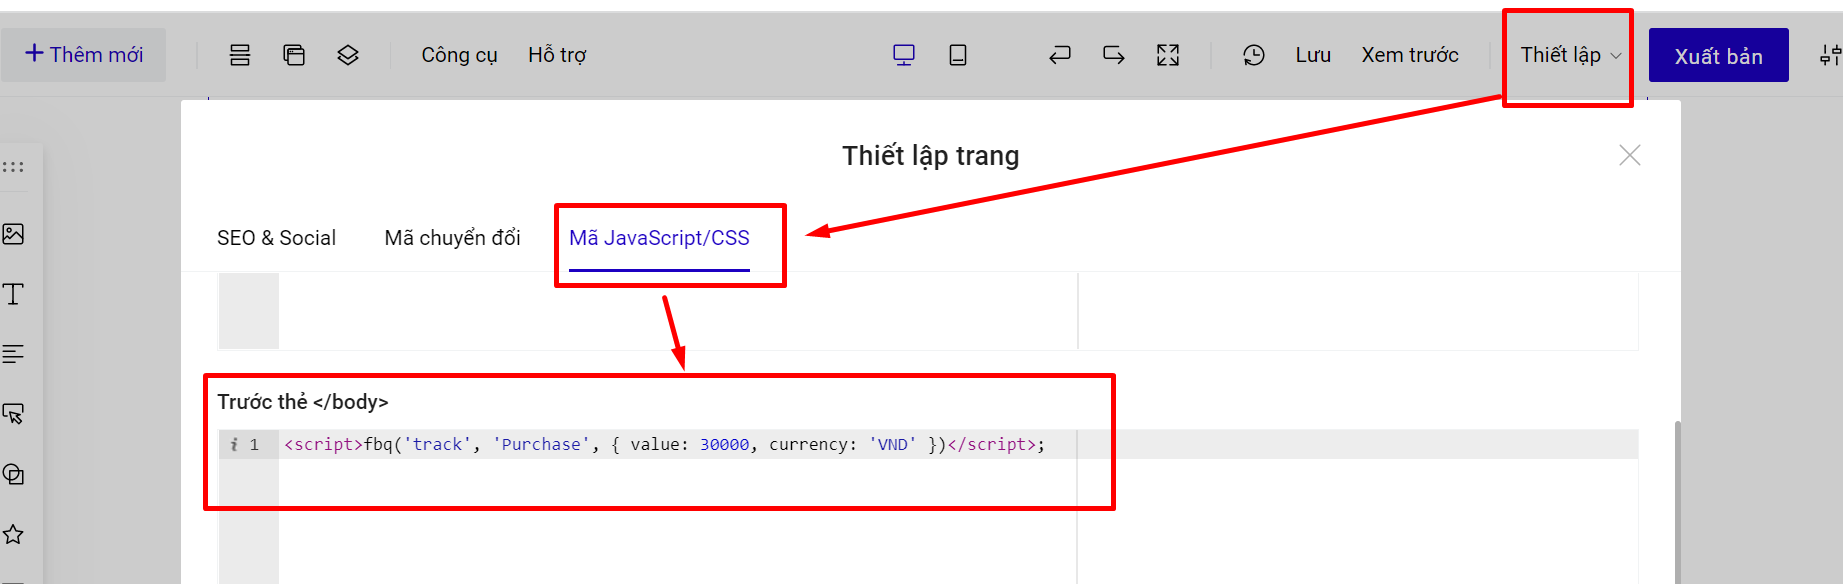 + Thêm mới
Công cụ
Hỗ trợ
Lưu
Xem trước
Thiết lập
Xuất bản
Thiết lập trang
SEO & Social
Mã chuyển đổi
Mã JavaScript/CSS
Trước thẻ </body>
i 1 <script>fbq('track', 'Purchase', { value: 30000, currency: 'VND' })</script>;